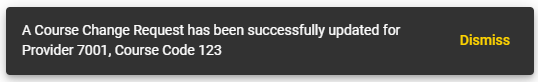 A Course Change Request has been successfully updated for
Provider 7001, Course Code 123
Dismiss